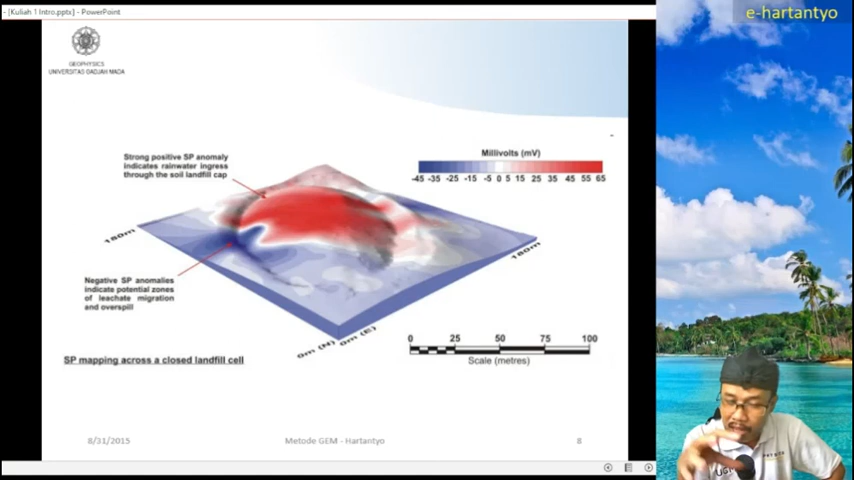 - [Kuliah 1 Intro.pptx] - PowerPoint
e-hartantyo
GEOPHYSICS
UNIVERSITAS GADJAH MADA
Strong positive SP anomaly
indicates rainwater ingress
through the soil landfill cap
Millivolts (mV)
-45 -35 -25 -15 -5 0 5 15 25 35 45 55 65
180m
180m
Negative SP anomalies
indicate potential zones
of leachate migration
and overspill
0m (N)
0m (E)
0 25 50 75 100
Scale (metres)
SP mapping across a closed landfill cell
8/31/2015
Metode GEM - Hartantyo
8